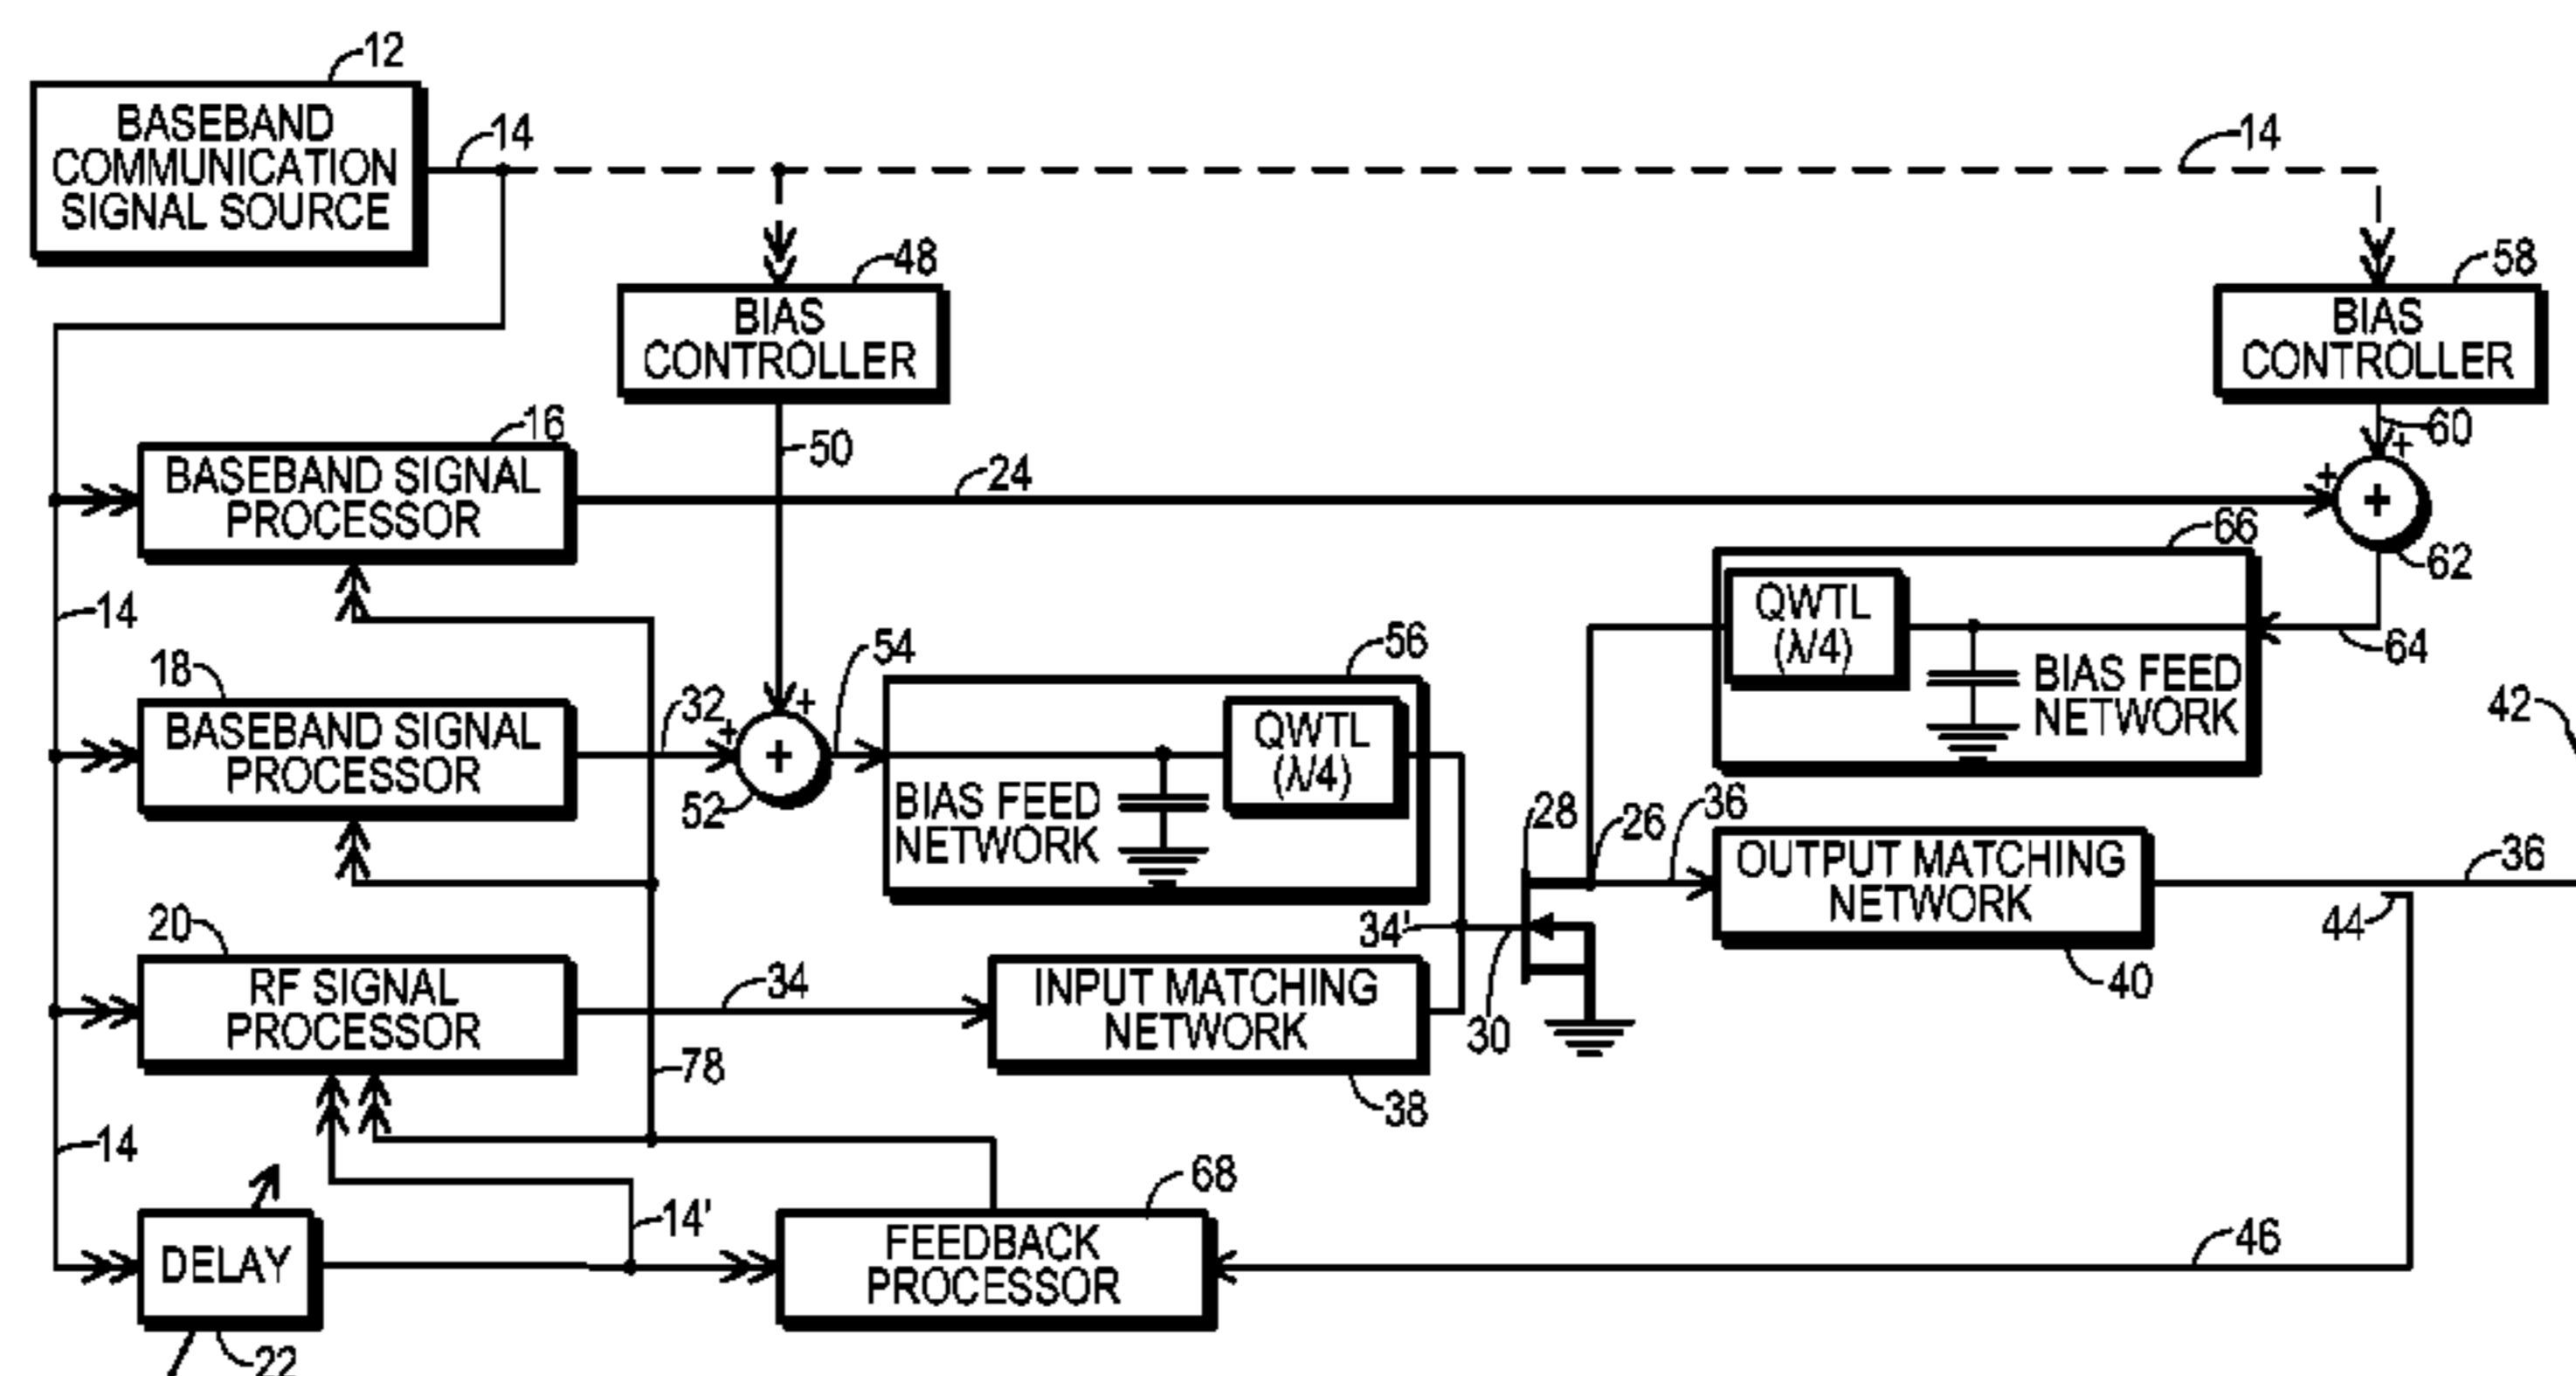 12
BASEBAND
COMMUNICATION
SIGNAL SOURCE
14
14
48
BIAS
CONTROLLER
58
BIAS
CONTROLLER
16
BASEBAND SIGNAL
PROCESSOR
50
24
60
+
+
+
62
66
QWTL
(λ/4)
BIAS FEED
NETWORK
64
14
18
BASEBAND SIGNAL
PROCESSOR
32
+
+
+
52
54
56
BIAS FEED
NETWORK
QWTL
(λ/4)
42
28
26
36
OUTPUT MATCHING
NETWORK
40
36
44
34'
30
20
RF SIGNAL
PROCESSOR
34
INPUT MATCHING
NETWORK
38
78
14
DELAY
22
14'
68
FEEDBACK
PROCESSOR
46